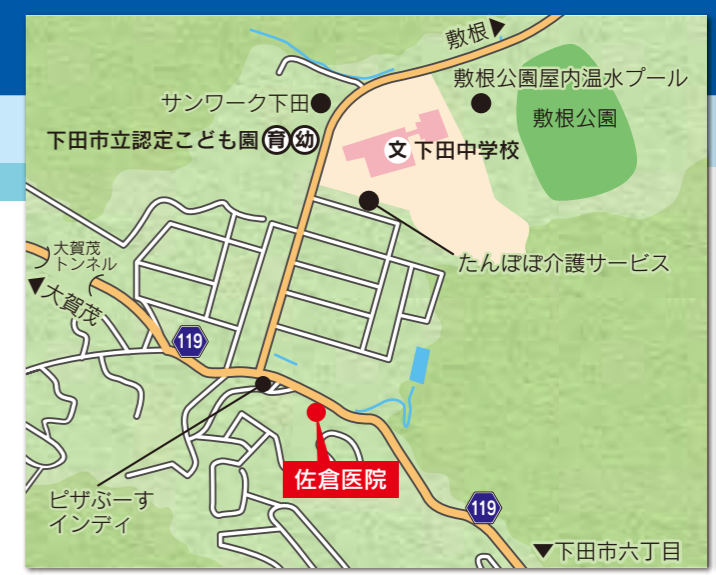 敷根▶
敷根公園屋内温水プール
サンワーク下田
敷根公園
下田市立認定こども園育幼
文下田中学校
大賀茂
トンネル
たんぽぽ介護サービス
▼大賀茂
119
佐倉医院
ピザぶーす
インディ
119
▼下田市六丁目